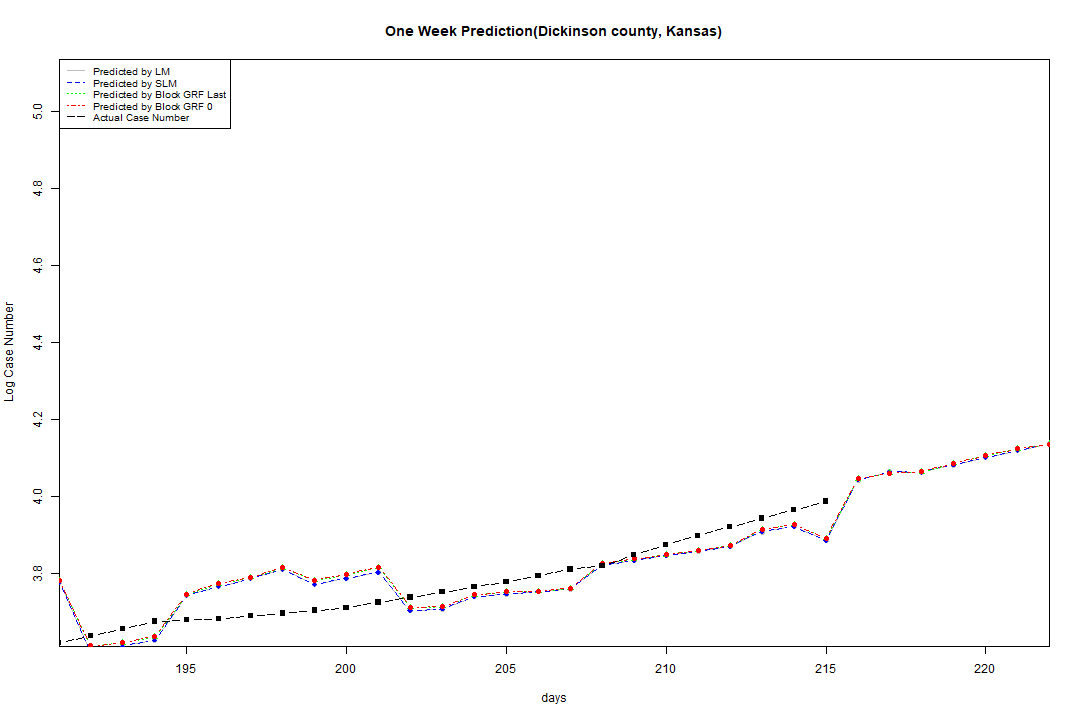 One Week Prediction(Dickinson county, Kansas)
Predicted by LM
Predicted by SLM
Predicted by Block GRF Last
Predicted by Block GRF 0
Actual Case Number
5.0
4.8
4.6
4.4
4.2
4.0
3.8
Log Case Number
195 200 205 210 215 220
days